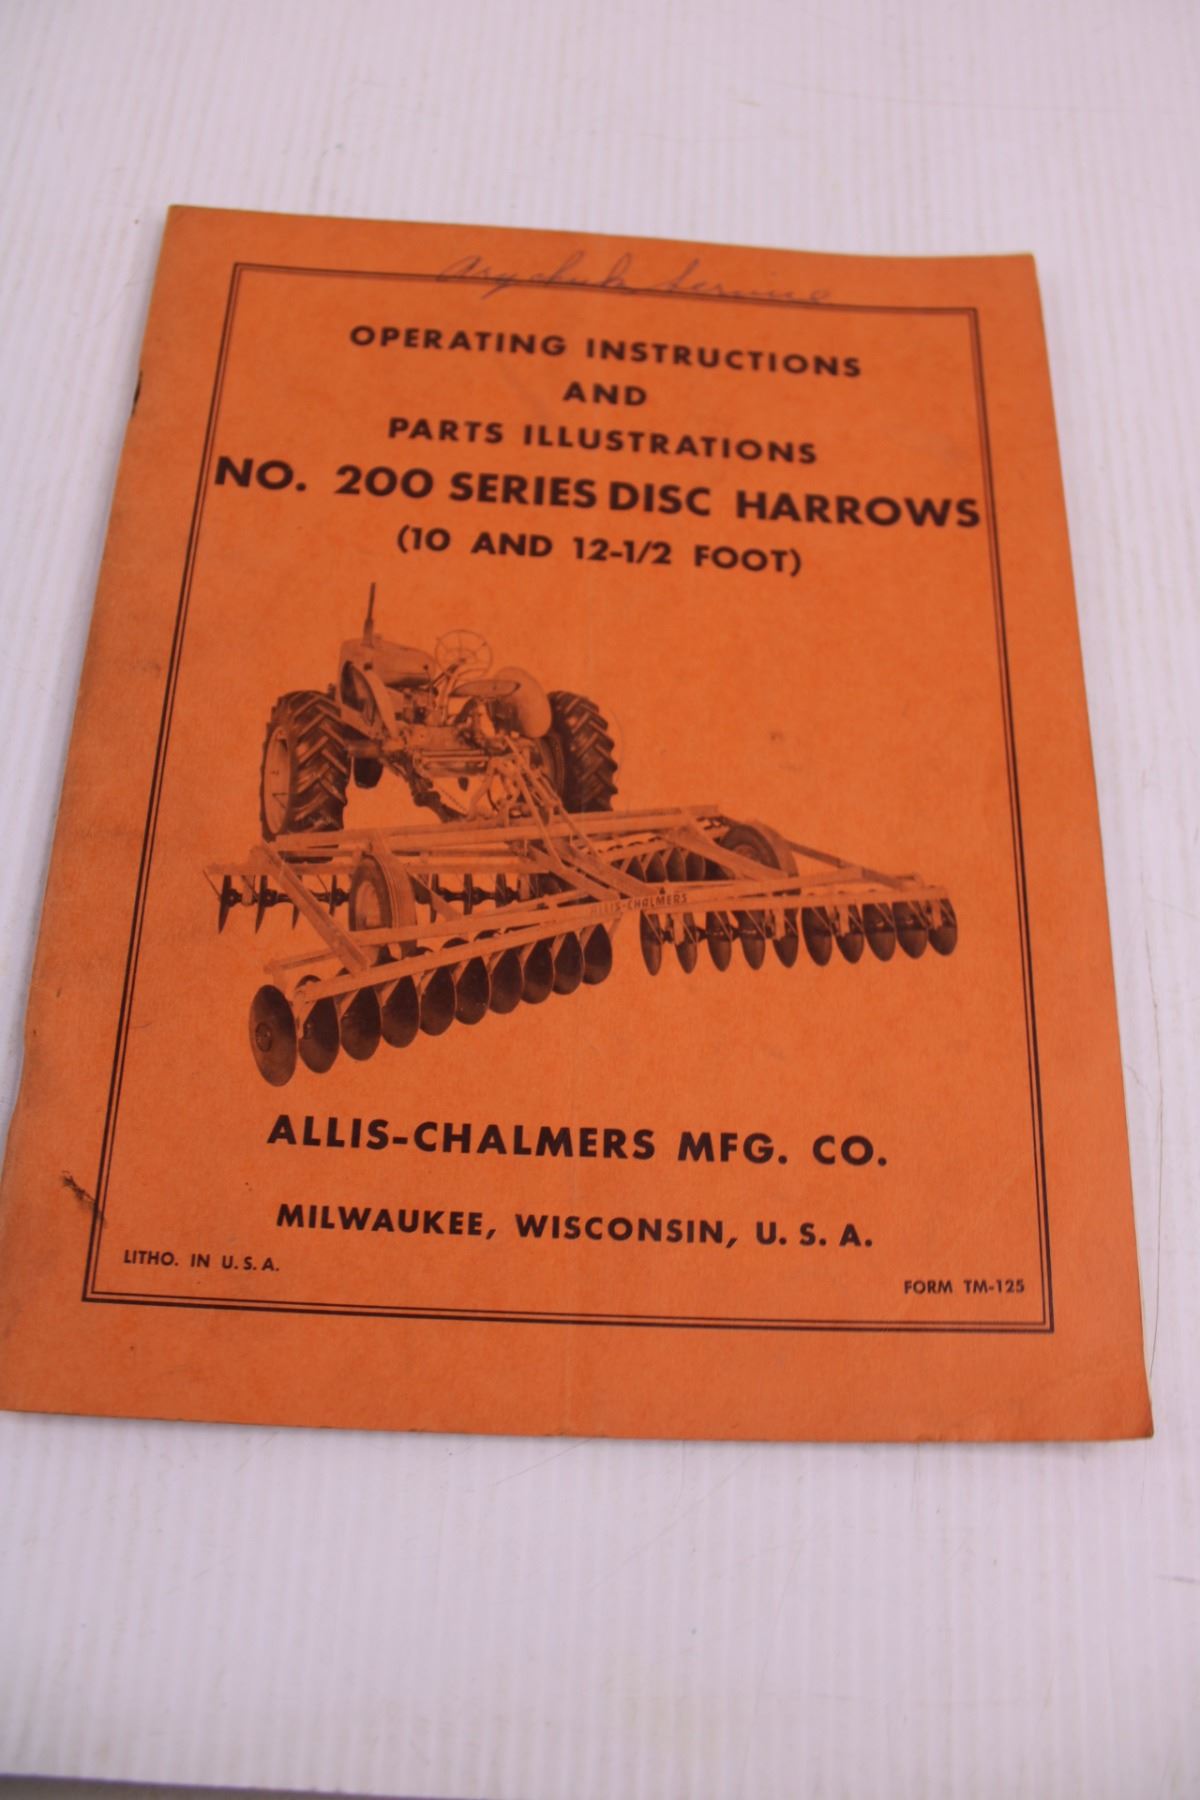 Service
OPERATING INSTRUCTIONS
AND
PARTS ILLUSTRATIONS
NO. 200 SERIES DISC HARROWS
(10 AND 12-1/2 FOOT)
ALLIS-CHALMERS
ALLIS-CHALMERS MFG. CO.
MILWAUKEE, WISCONSIN, U. S. A.
LITHO. IN U. S. A.
FORM TM-125